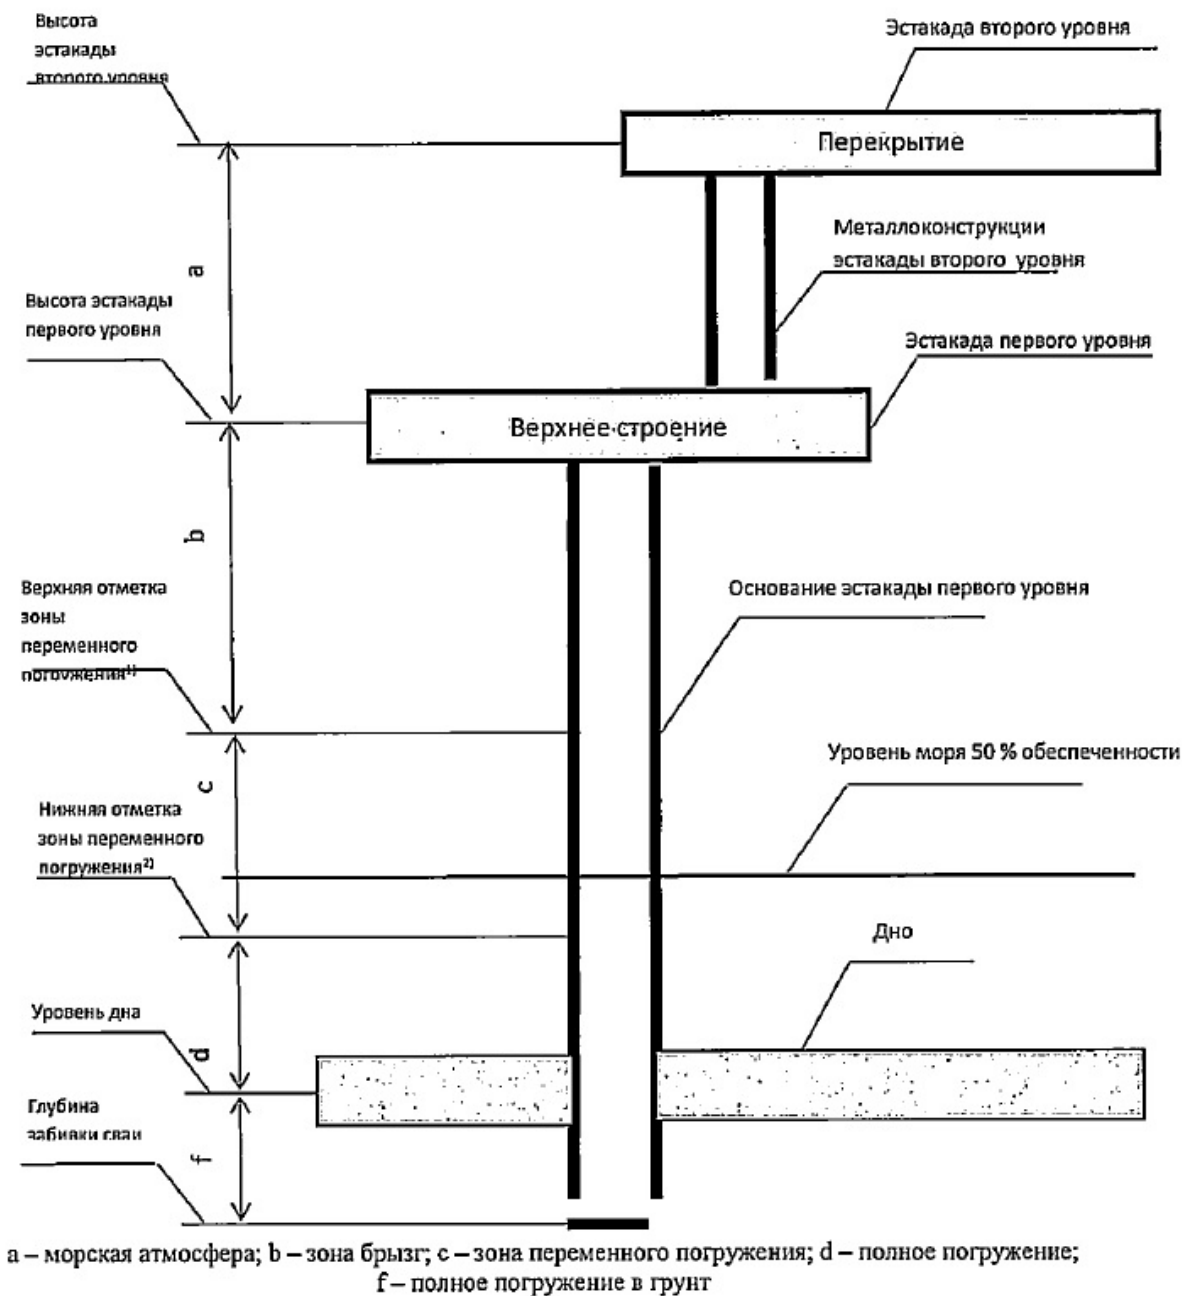 Высота
эстакады
второго уровня
Эстакада второго уровня
Перекрытие
Металлоконструкции
эстакады второго уровня
a
Высота эстакады
первого уровня
Эстакада первого уровня
Верхнее строение
b
Верхняя отметка
зоны
переменного
погружения¹⁾
Основание эстакады первого уровня
Уровень моря 50 % обеспеченности
c
Нижняя отметка
зоны переменного
погружения²⁾
Дно
Уровень дна
d
Глубина
забивки сваи
f
a – морская атмосфера; b – зона брызг; c – зона переменного погружения; d – полное погружение;
f – полное погружение в грунт